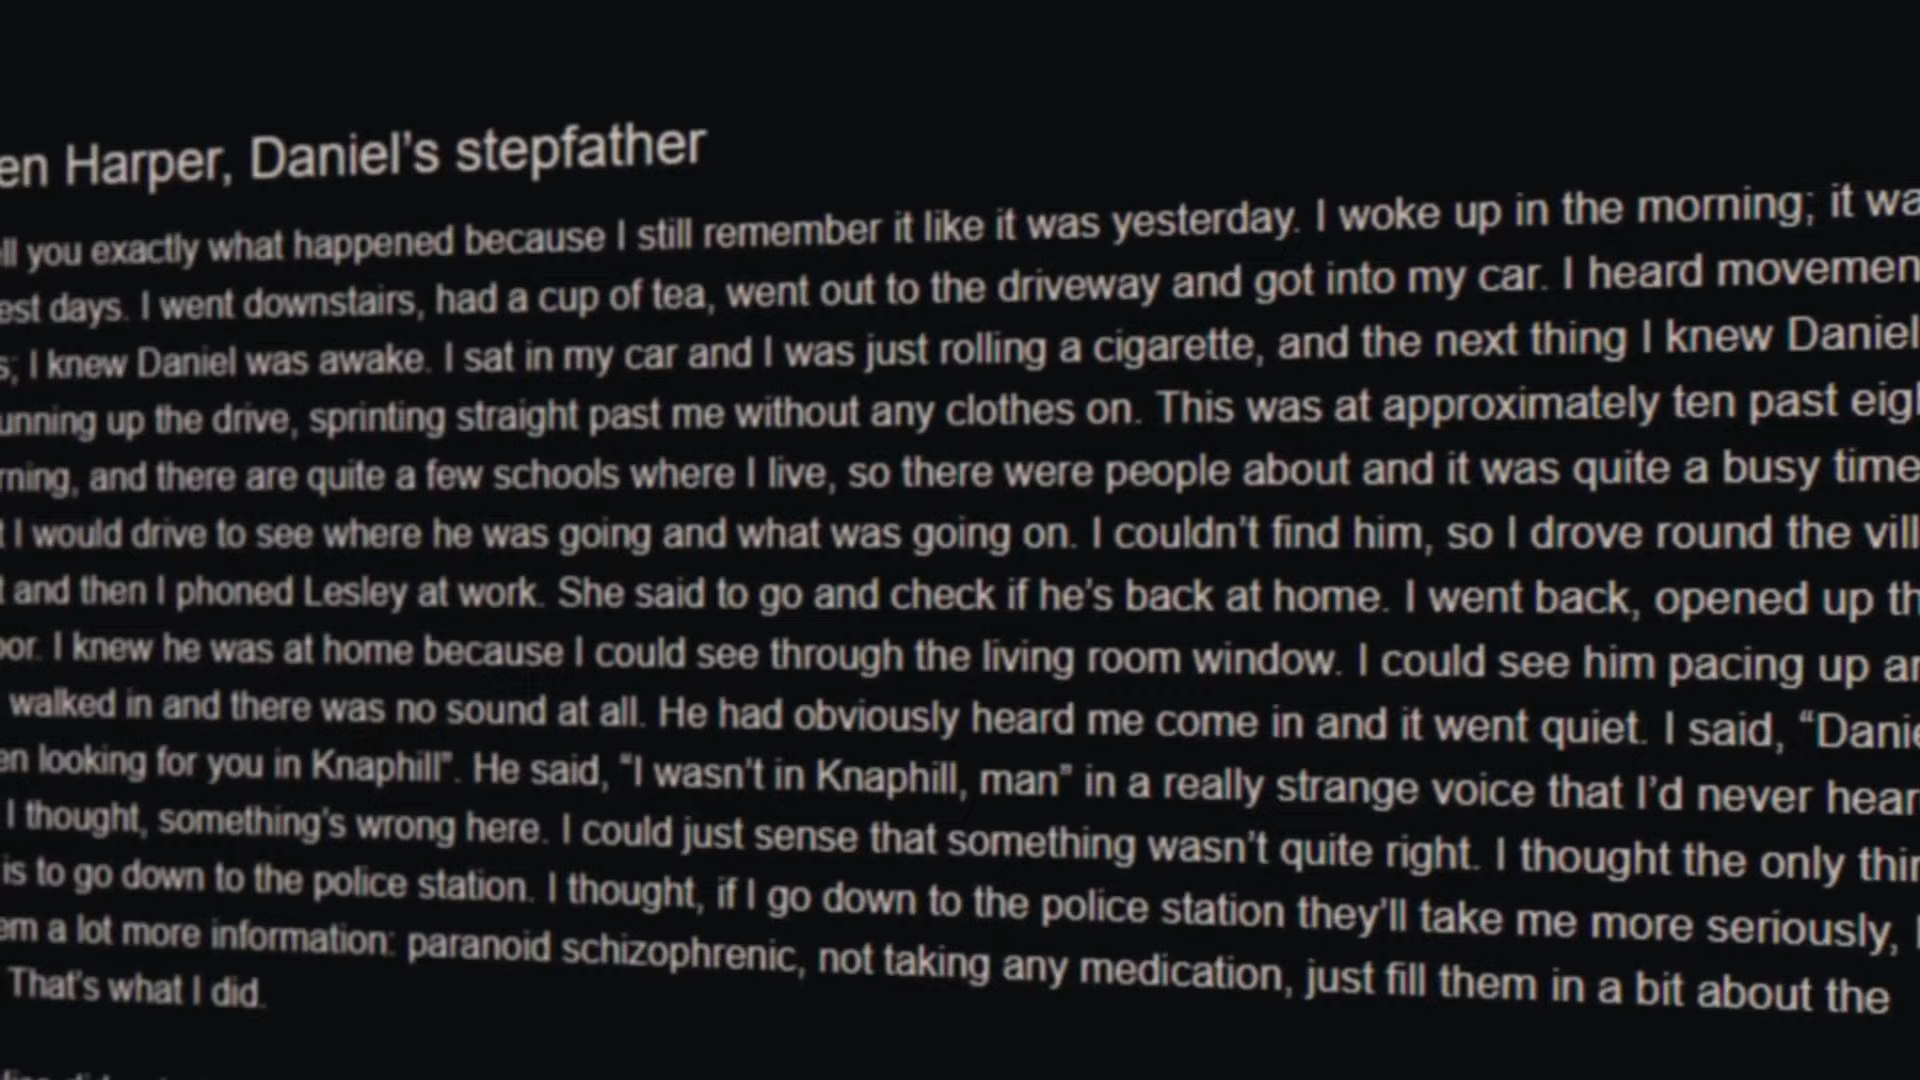 en Harper, Daniel's stepfather
ll you exactly what happened because I still remember it like it was yesterday. I woke up in the morning; it wa
est days. I went downstairs, had a cup of tea, went out to the driveway and got into my car. I heard movemen
s; I knew Daniel was awake. I sat in my car and I was just rolling a cigarette, and the next thing I knew Daniel
unning up the drive, sprinting straight past me without any clothes on. This was at approximately ten past eigh
rning, and there are quite a few schools where I live, so there were people about and it was quite a busy time
t I would drive to see where he was going and what was going on. I couldn't find him, so I drove round the vill
t and then I phoned Lesley at work. She said to go and check if he's back at home. I went back, opened up th
oor. I knew he was at home because I could see through the living room window. I could see him pacing up an
walked in and there was no sound at all. He had obviously heard me come in and it went quiet. I said, “Danie
en looking for you in Knaphill”. He said, “I wasn't in Knaphill, man” in a really strange voice that I'd never hear
I thought, something's wrong here. I could just sense that something wasn't quite right. I thought the only thin
is to go down to the police station. I thought, if I go down to the police station they'll take me more seriously, I
em a lot more information: paranoid schizophrenic, not taking any medication, just fill them in a bit about the
That's what I did.